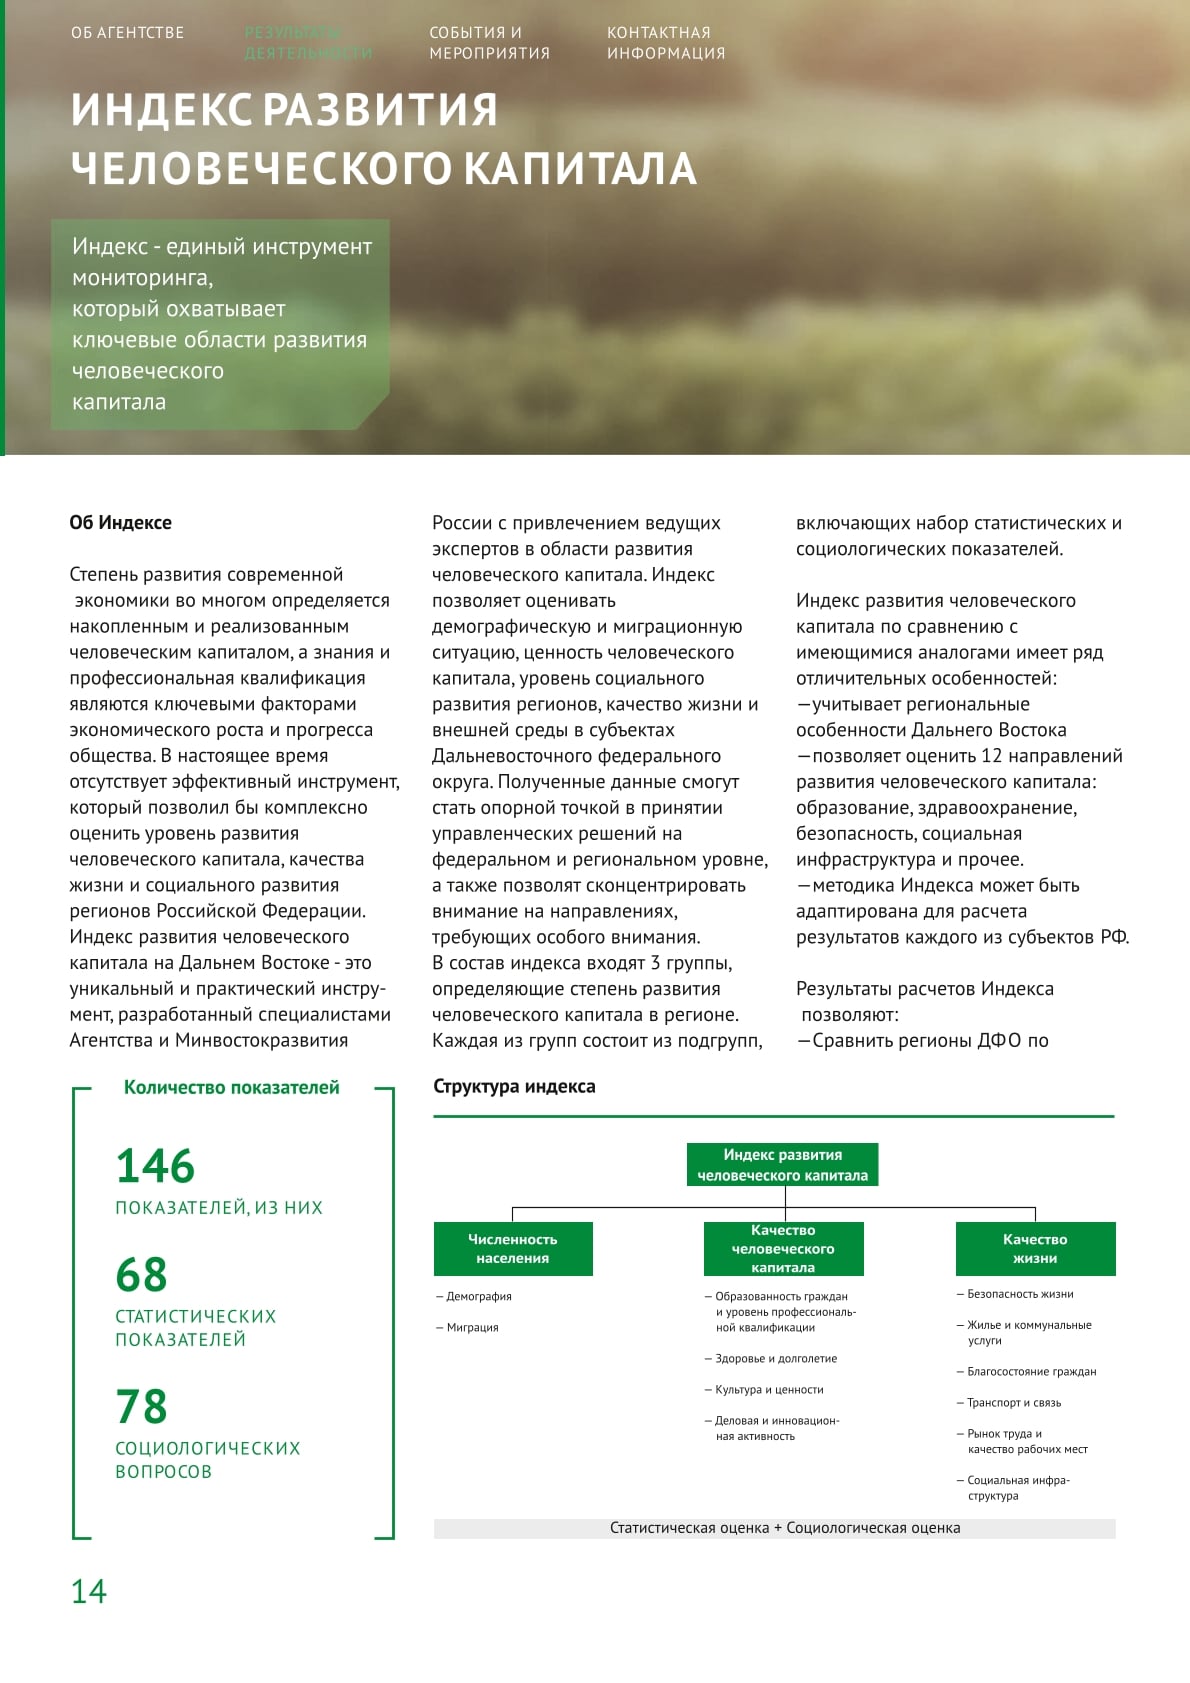 ОБ АГЕНТСТВЕ
РЕЗУЛЬТАТЫ
ДЕЯТЕЛЬНОСТИ
СОБЫТИЯ И
МЕРОПРИЯТИЯ
КОНТАКТНАЯ
ИНФОРМАЦИЯ
ИНДЕКС РАЗВИТИЯ
ЧЕЛОВЕЧЕСКОГО КАПИТАЛА
Индекс - единый инструмент
мониторинга,
который охватывает
ключевые области развития
человеческого
капитала
Об Индексе
Степень развития современной
экономики во многом определяется
накопленным и реализованным
человеческим капиталом, а знания и
профессиональная квалификация
являются ключевыми факторами
экономического роста и прогресса
общества. В настоящее время
отсутствует эффективный инструмент,
который позволил бы комплексно
оценить уровень развития
человеческого капитала, качества
жизни и социального развития
регионов Российской Федерации.
Индекс развития человеческого
капитала на Дальнем Востоке - это
уникальный и практический инстру-
мент, разработанный специалистами
Агентства и Минвостокразвития
России с привлечением ведущих
экспертов в области развития
человеческого капитала. Индекс
позволяет оценивать
демографическую и миграционную
ситуацию, ценность человеческого
капитала, уровень социального
развития регионов, качество жизни и
внешней среды в субъектах
Дальневосточного федерального
округа. Полученные данные смогут
стать опорной точкой в принятии
управленческих решений на
федеральном и региональном уровне,
а также позволят сконцентрировать
внимание на направлениях,
требующих особого внимания.
В состав индекса входят 3 группы,
определяющие степень развития
человеческого капитала в регионе.
Каждая из групп состоит из подгрупп,
включающих набор статистических и
социологических показателей.
Индекс развития человеческого
капитала по сравнению с
имеющимися аналогами имеет ряд
отличительных особенностей:
—учитывает региональные
особенности Дальнего Востока
—позволяет оценить 12 направлений
развития человеческого капитала:
образование, здравоохранение,
безопасность, социальная
инфраструктура и прочее.
—методика Индекса может быть
адаптирована для расчета
результатов каждого из субъектов РФ.
Результаты расчетов Индекса
позволяют:
—Сравнить регионы ДФО по
Количество показателей
146
ПОКАЗАТЕЛЕЙ, ИЗ НИХ
68
СТАТИСТИЧЕСКИХ
ПОКАЗАТЕЛЕЙ
78
СОЦИОЛОГИЧЕСКИХ
ВОПРОСОВ
Структура индекса
Индекс развития
человеческого капитала
Численность
населения
— Демография
— Миграция
Качество
человеческого
капитала
— Образованность граждан
и уровень профессиональ-
ной квалификации
— Здоровье и долголетие
— Культура и ценности
— Деловая и инновацион-
ная активность
Качество
жизни
— Безопасность жизни
— Жилье и коммунальные
услуги
— Благосостояние граждан
— Транспорт и связь
— Рынок труда и
качество рабочих мест
— Социальная инфра-
структура
Статистическая оценка + Социологическая оценка
14